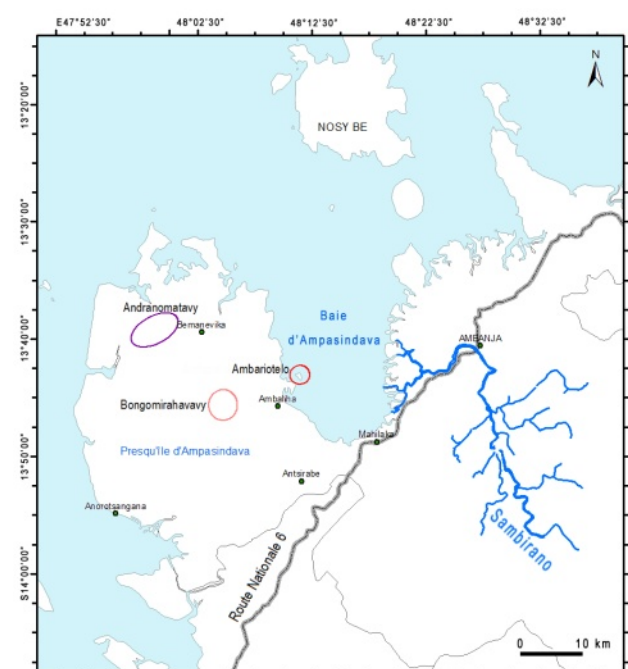 E47°52'30" 48°02'30" 48°12'30" 48°22'30" 48°32'30"
N
13°20'00"
NOSY BE
13°30'00"
Andranomatavy
Bemanevika
Baie
d'Ampasindava
13°40'00"
AMBANJA
Ambariotelo
Ambaliha
Bongomirahavavy
Mahilaka
13°50'00"
Presqu'Ile d'Ampasindava
Antsirabe
Anorotsangana
Sambirano
S14°00'00"
Route Nationale 6
0 10 km